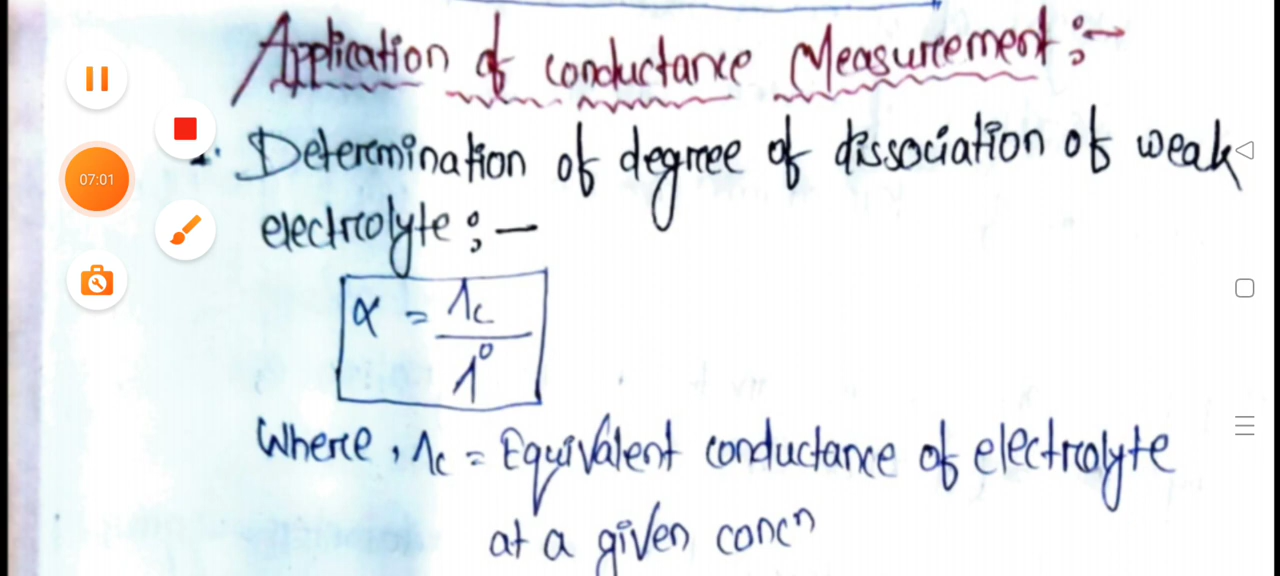 Application of conductance Measurement :-
1. Determination of degree of dissociation of weak
electrolyte :-
α = Λc / Λ°
Where, Λc = Equivalent conductance of electrolyte
at a given concⁿ
07:01